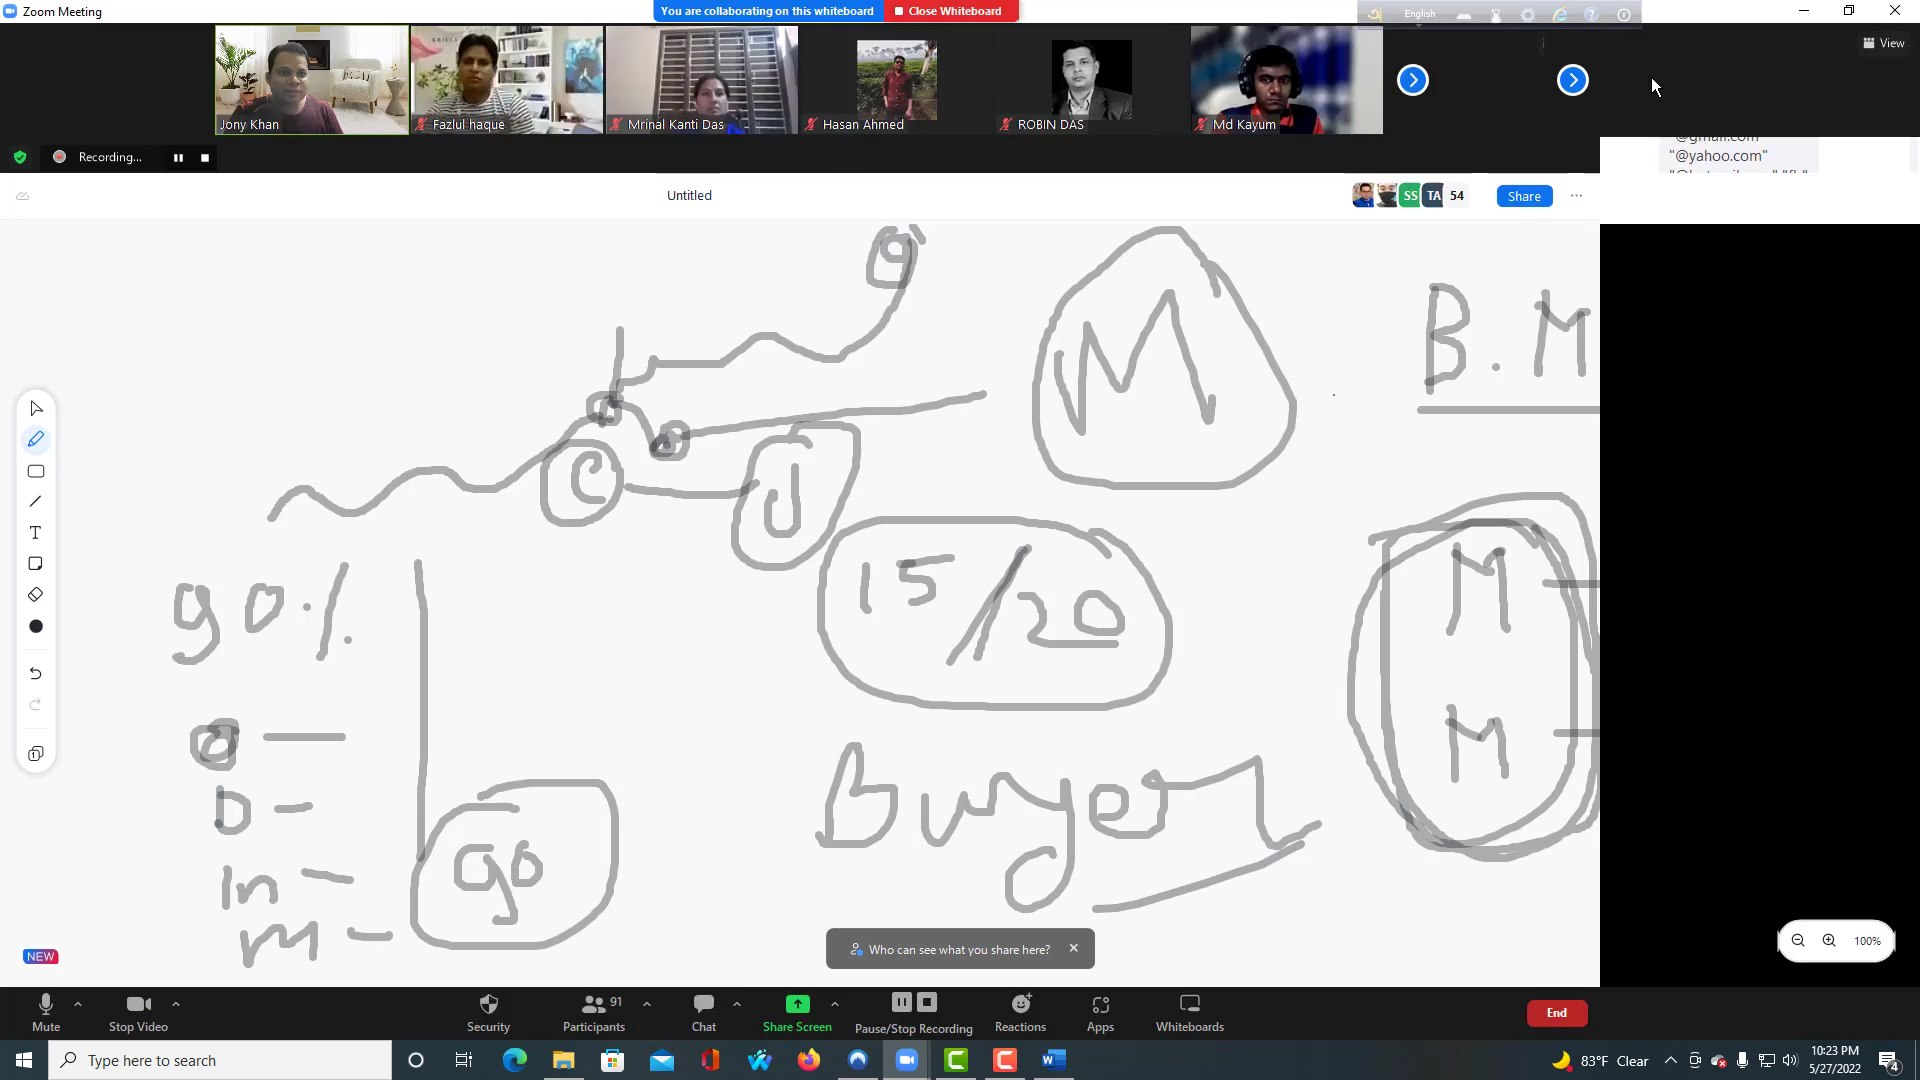 Zoom Meeting
You are collaborating on this whiteboard
Close Whiteboard
English
View
Jony Khan
Fazlul haque
Mrinal Kanti Das
Hasan Ahmed
ROBIN DAS
Md Kayum
Recording...
"@gmail.com"
"@yahoo.com"
Untitled
SS
TA
54
Share
...
M
B.M
C
J
90%
15/20
M
M
90
Buyer
D -
In -
M -
T
NEW
Who can see what you share here?
100%
Mute
Stop Video
Security
Participants
91
Chat
Share Screen
Pause/Stop Recording
Reactions
Apps
Whiteboards
End
Type here to search
83°F Clear
10:23 PM
5/27/2022
4